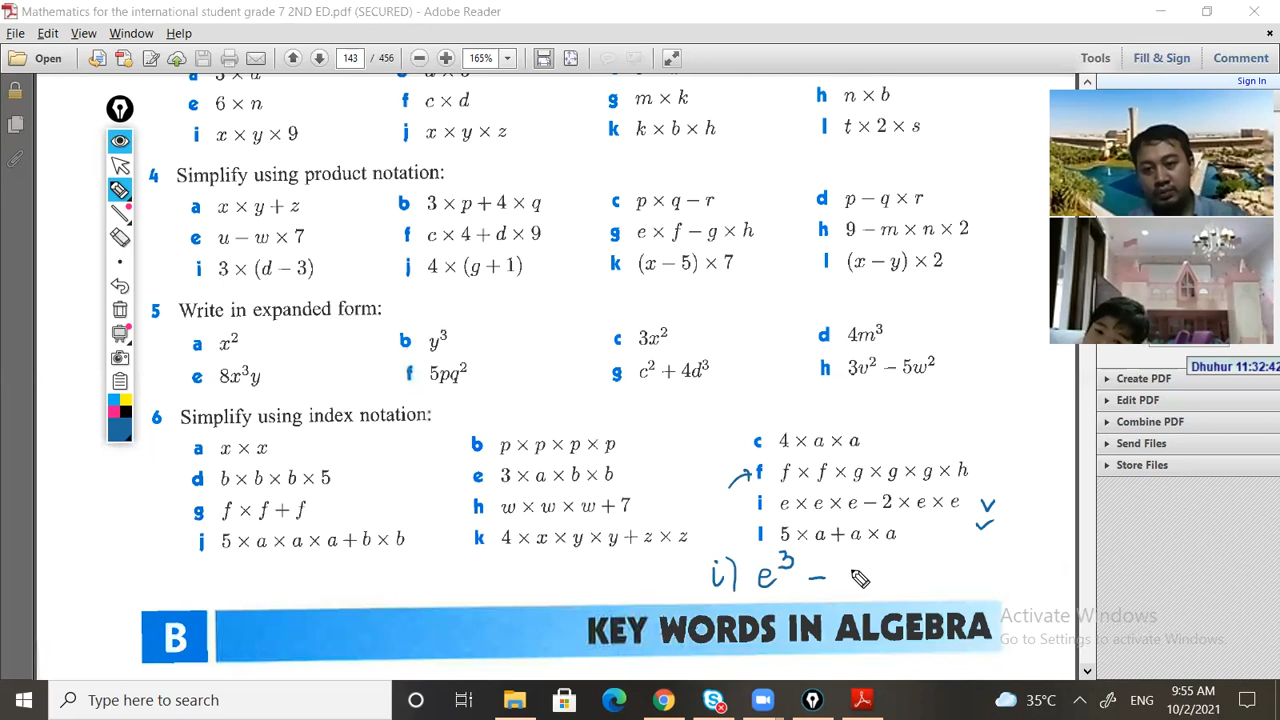 Mathematics for the international student grade 7 2ND ED.pdf (SECURED) - Adobe Reader
File Edit View Window Help
Open 143 / 456 165% Tools Fill & Sign Comment
Sign In
e 6 × n f c × d g m × k h n × b
i x × y × 9 j x × y × z k k × b × h l t × 2 × s
4 Simplify using product notation:
a x × y + z b 3 × p + 4 × q c p × q − r d p − q × r
e u − w × 7 f c × 4 + d × 9 g e × f − g × h h 9 − m × n × 2
i 3 × (d − 3) j 4 × (g + 1) k (x − 5) × 7 l (x − y) × 2
5 Write in expanded form:
a x² b y³ c 3x² d 4m³
e 8x³y f 5pq² g c² + 4d³ h 3v² − 5w²
Dhuhur 11:32:42
Create PDF
Edit PDF
Combine PDF
Send Files
Store Files
6 Simplify using index notation:
a x × x b p × p × p × p c 4 × a × a
d b × b × b × 5 e 3 × a × b × b f f × f × g × g × g × h
g f × f + f h w × w × w + 7 i e × e × e − 2 × e × e
j 5 × a × a × a + b × b k 4 × x × y × y + z × z l 5 × a + a × a
i) e³ −
B KEY WORDS IN ALGEBRA
Activate Windows
Go to Settings to activate Windows.
Type here to search 35°C ENG 9:55 AM
10/2/2021